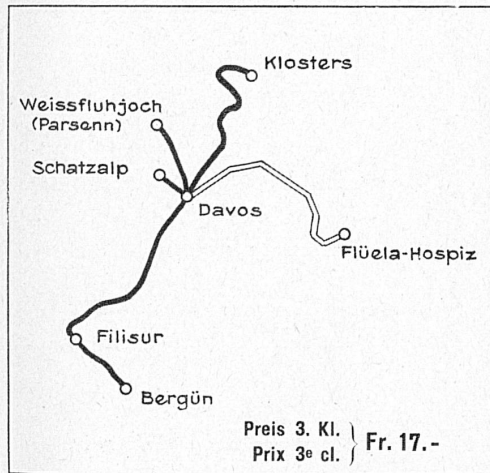 Klosters
Weissfluhjoch
(Parsenn)
Schatzalp
Davos
Flüela-Hospiz
Filisur
Bergün
Preis 3. Kl.
Prix 3e cl.
Fr. 17.-